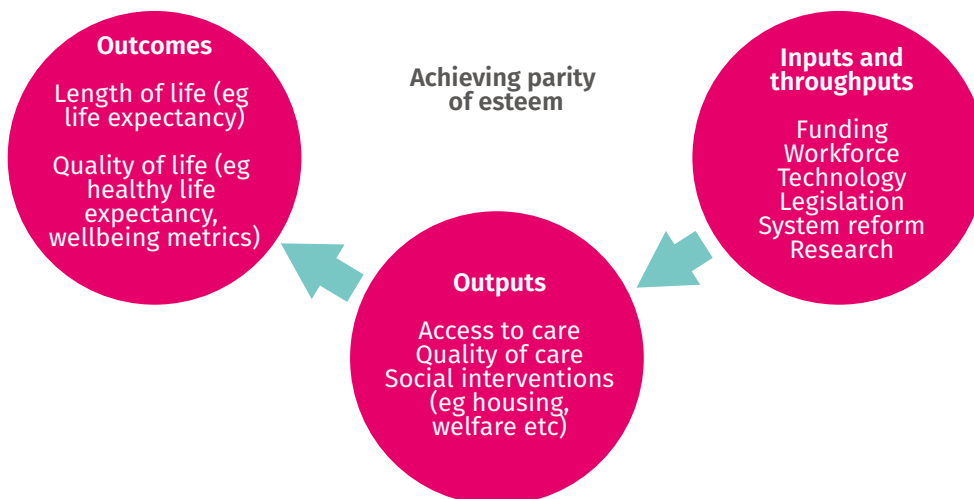 Outcomes
Length of life (eg
life expectancy)
Quality of life (eg
healthy life
expectancy,
wellbeing metrics)
Achieving parity
of esteem
Inputs and
throughputs
Funding
Workforce
Technology
Legislation
System reform
Research
Outputs
Access to care
Quality of care
Social interventions
(eg housing,
welfare etc)